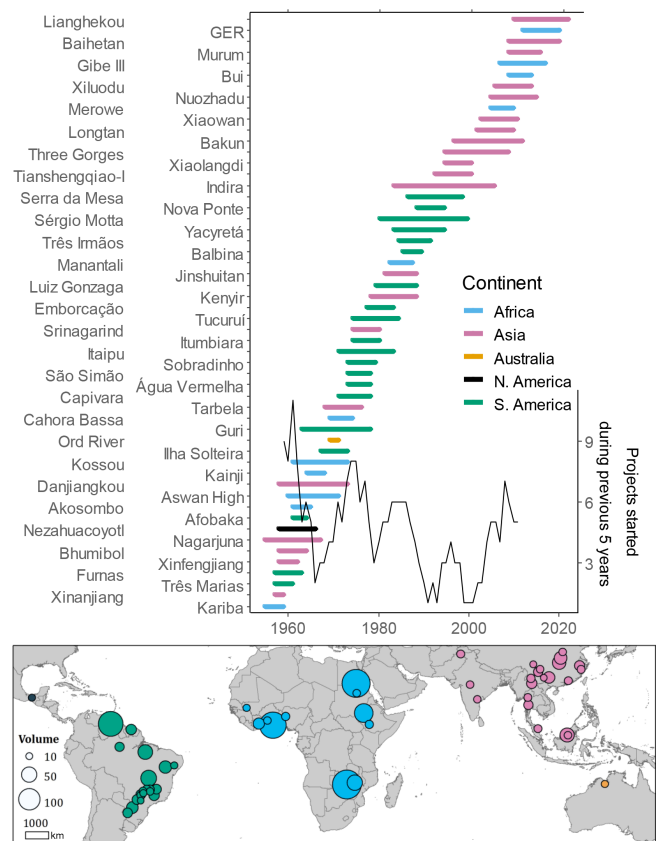 Lianghekou
GER
Baihetan
Murum
Gibe III
Bui
Xiluodu
Nuozhadu
Merowe
Xiaowan
Longtan
Bakun
Three Gorges
Xiaolangdi
Tianshengqiao-I
Indira
Serra da Mesa
Nova Ponte
Sérgio Motta
Yacyretá
Três Irmãos
Balbina
Manantali
Jinshuitan
Luiz Gonzaga
Kenyir
Emborcação
Tucuruí
Srinagarind
Itumbiara
Itaipu
Sobradinho
São Simão
Água Vermelha
Capivara
Tarbela
Cahora Bassa
Guri
Ord River
Ilha Solteira
Kossou
Kainji
Danjiangkou
Aswan High
Akosombo
Afobaka
Nezahuacoyotl
Nagarjuna
Bhumibol
Xinfengjiang
Furnas
Três Marias
Xinanjiang
Kariba
Continent
Africa
Asia
Australia
N. America
S. America
9
6
3
Projects started
during previous 5 years
1960 1980 2000 2020
Volume
10
50
100
1000
km